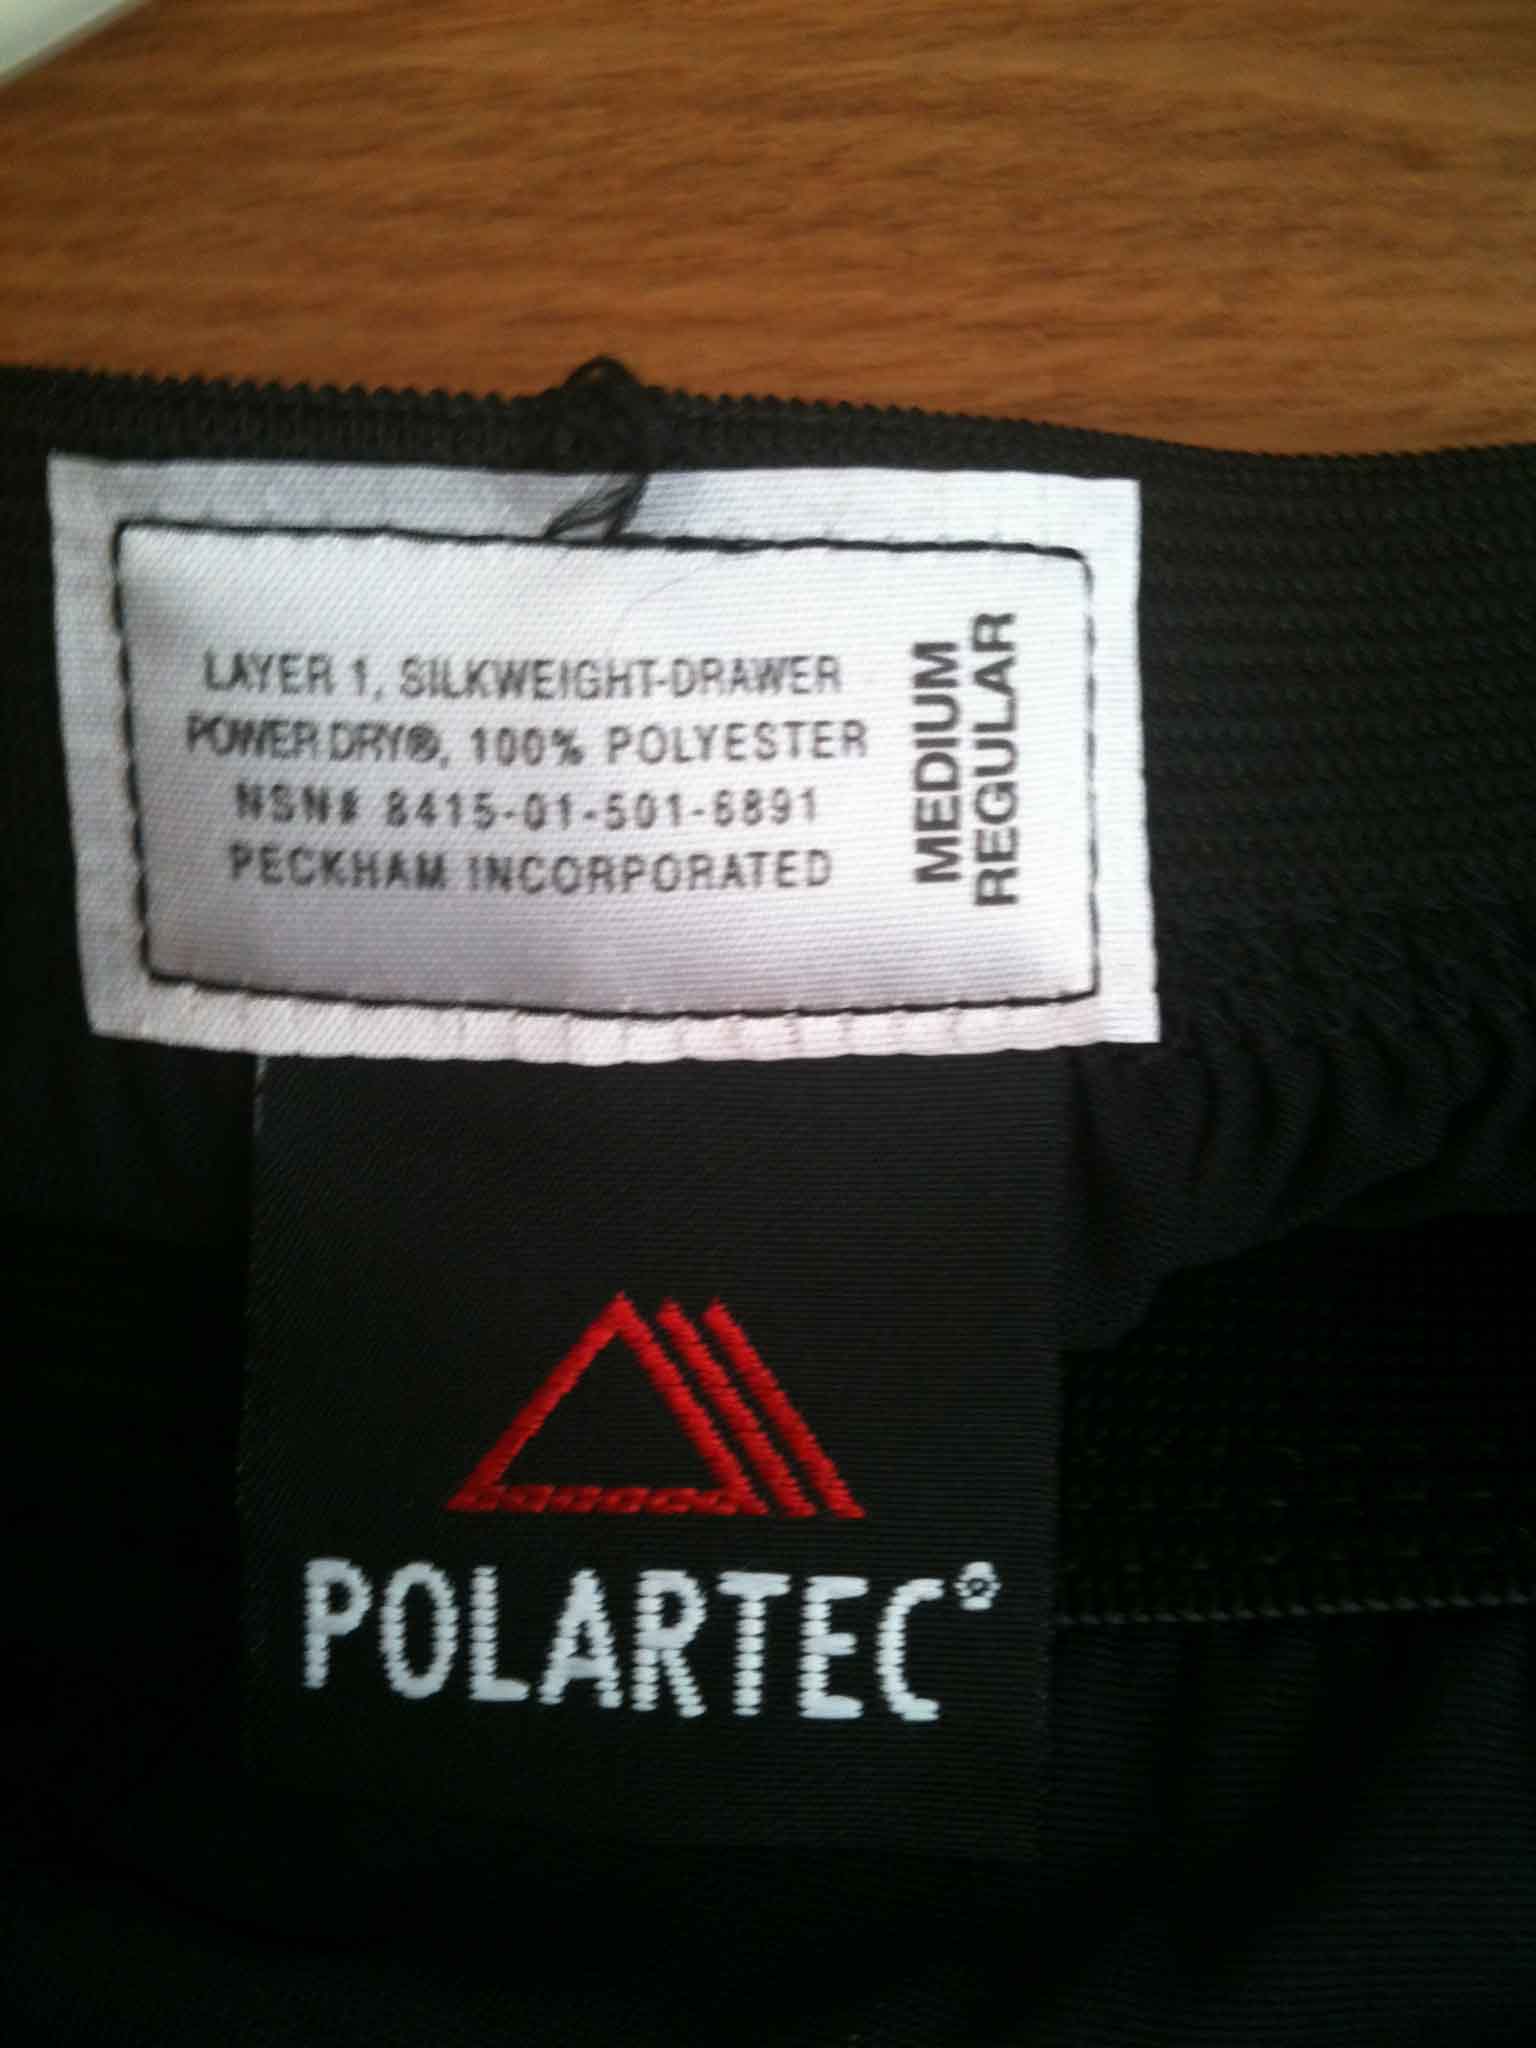 LAYER 1, SILKWEIGHT-DRAWER
POWER DRY®, 100% POLYESTER
NSN# 8415-01-501-6891
PECKHAM INCORPORATED
MEDIUM
REGULAR
POLARTEC®